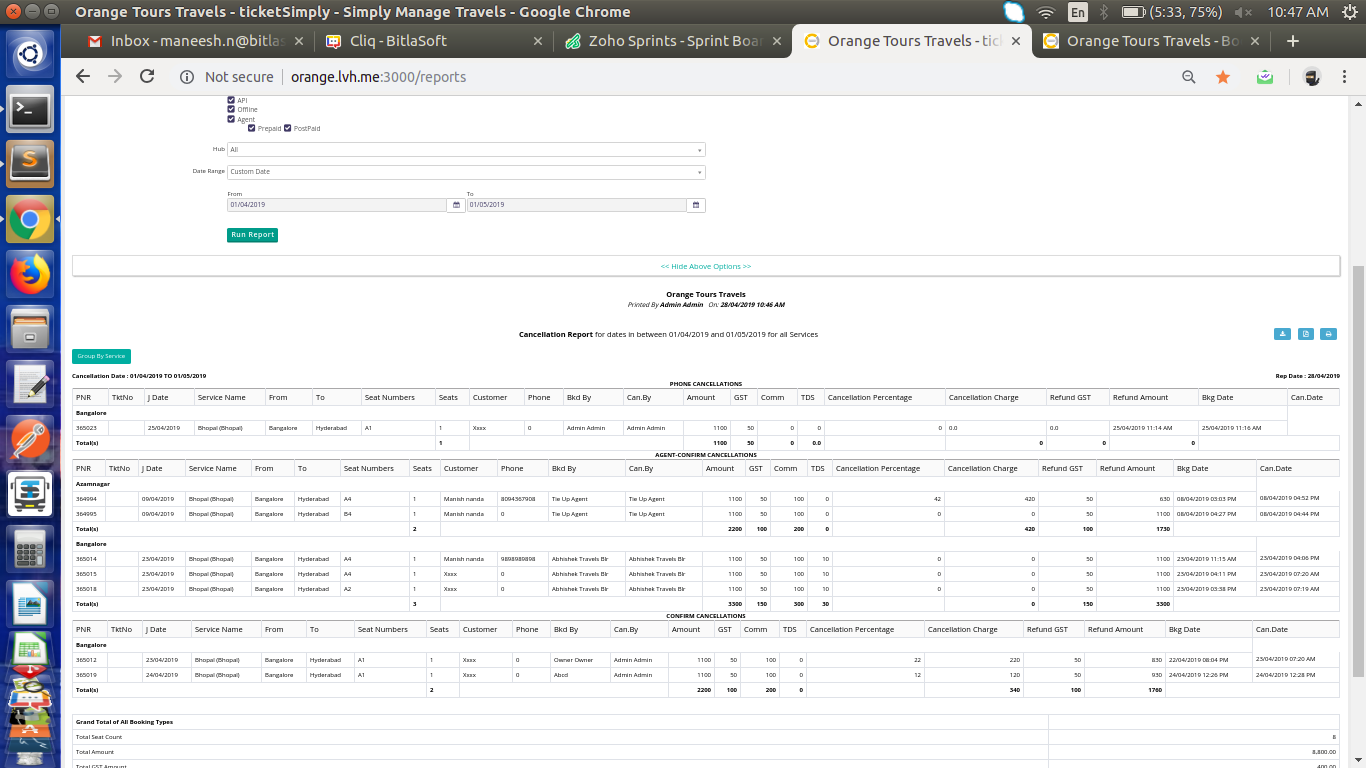 Orange Tours Travels - ticketSimply - Simply Manage Travels - Google Chrome En (5:33, 75%) 10:47 AM
Inbox - maneesh.n@bitlas Cliq - BitlaSoft Zoho Sprints - Sprint Boar Orange Tours Travels - tic Orange Tours Travels - Bo
Not secure orange.lvh.me:3000/reports
API
Offline
Agent
Prepaid PostPaid
Hub All
Date Range Custom Date
From To
01/04/2019 01/05/2019
Run Report
<< Hide Above Options >>
Orange Tours Travels
Printed By Admin Admin On: 28/04/2019 10:46 AM
Cancellation Report for dates in between 01/04/2019 and 01/05/2019 for all Services
Group By Service
Cancellation Date : 01/04/2019 TO 01/05/2019 Rep Date : 28/04/2019
PHONE CANCELLATIONS
PNR TktNo J Date Service Name From To Seat Numbers Seats Customer Phone Bkd By Can.By Amount GST Comm TDS Cancellation Percentage Cancellation Charge Refund GST Refund Amount Bkg Date Can.Date
Bangalore
365023 25/04/2019 Bhopal (Bhopal) Bangalore Hyderabad A1 1 Xxxx 0 Admin Admin Admin Admin 1100 50 0 0 0 0.0 0.0 25/04/2019 11:14 AM 25/04/2019 11:16 AM
Total(s) 1 1100 50 0 0.0 0 0 0
AGENT-CONFIRM CANCELLATIONS
PNR TktNo J Date Service Name From To Seat Numbers Seats Customer Phone Bkd By Can.By Amount GST Comm TDS Cancellation Percentage Cancellation Charge Refund GST Refund Amount Bkg Date Can.Date
Azamnagar
364994 09/04/2019 Bhopal (Bhopal) Bangalore Hyderabad A4 1 Manish nanda 8094367908 Tie Up Agent Tie Up Agent 1100 50 100 0 42 420 50 630 08/04/2019 03:03 PM 08/04/2019 04:52 PM
364995 09/04/2019 Bhopal (Bhopal) Bangalore Hyderabad B4 1 Manish nanda 0 Tie Up Agent Tie Up Agent 1100 50 100 0 0 0 50 1100 08/04/2019 04:27 PM 08/04/2019 04:44 PM
Total(s) 2 2200 100 200 0 420 100 1730
Bangalore
365014 23/04/2019 Bhopal (Bhopal) Bangalore Hyderabad A4 1 Manish nanda 9898989898 Abhishek Travels Blr Abhishek Travels Blr 1100 50 100 10 0 0 50 1100 23/04/2019 11:15 AM 23/04/2019 04:06 PM
365015 23/04/2019 Bhopal (Bhopal) Bangalore Hyderabad A4 1 Xxxx 0 Abhishek Travels Blr Abhishek Travels Blr 1100 50 100 10 0 0 50 1100 23/04/2019 04:11 PM 23/04/2019 07:20 AM
365018 23/04/2019 Bhopal (Bhopal) Bangalore Hyderabad A2 1 Xxxx 0 Abhishek Travels Blr Abhishek Travels Blr 1100 50 100 10 0 0 50 1100 23/04/2019 03:38 PM 23/04/2019 07:19 AM
Total(s) 3 3300 150 300 30 0 150 3300
CONFIRM CANCELLATIONS
PNR TktNo J Date Service Name From To Seat Numbers Seats Customer Phone Bkd By Can.By Amount GST Comm TDS Cancellation Percentage Cancellation Charge Refund GST Refund Amount Bkg Date Can.Date
Bangalore
365012 23/04/2019 Bhopal (Bhopal) Bangalore Hyderabad A1 1 Xxxx 0 Owner Owner Admin Admin 1100 50 100 0 22 220 50 830 22/04/2019 08:04 PM 23/04/2019 07:20 AM
365019 24/04/2019 Bhopal (Bhopal) Bangalore Hyderabad A1 1 Xxxx 0 Abcd Admin Admin 1100 50 100 0 12 120 50 930 24/04/2019 12:26 PM 24/04/2019 12:28 PM
Total(s) 2 2200 100 200 0 340 100 1760
Grand Total of All Booking Types
Total Seat Count 8
Total Amount 8,800.00
Total GST Amount 400.00